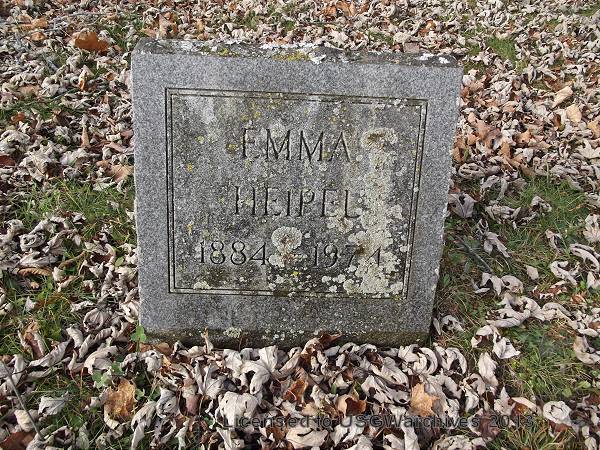 EMMA
HEIPEL
1884 - 1974
Licensed to USGWarchives 2013